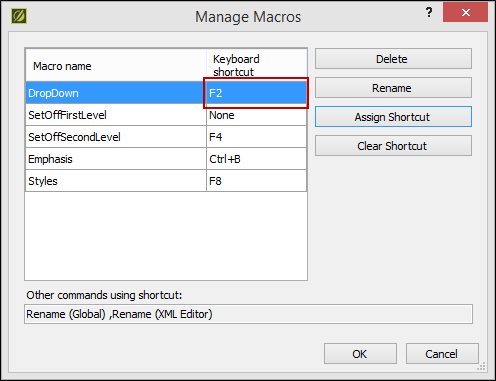 Manage Macros
?
Macro name
Keyboard shortcut
DropDown F2
SetOffFirstLevel None
SetOffSecondLevel F4
Emphasis Ctrl+B
Styles F8
Delete
Rename
Assign Shortcut
Clear Shortcut
Other commands using shortcut:
Rename (Global) ,Rename (XML Editor)
OK Cancel